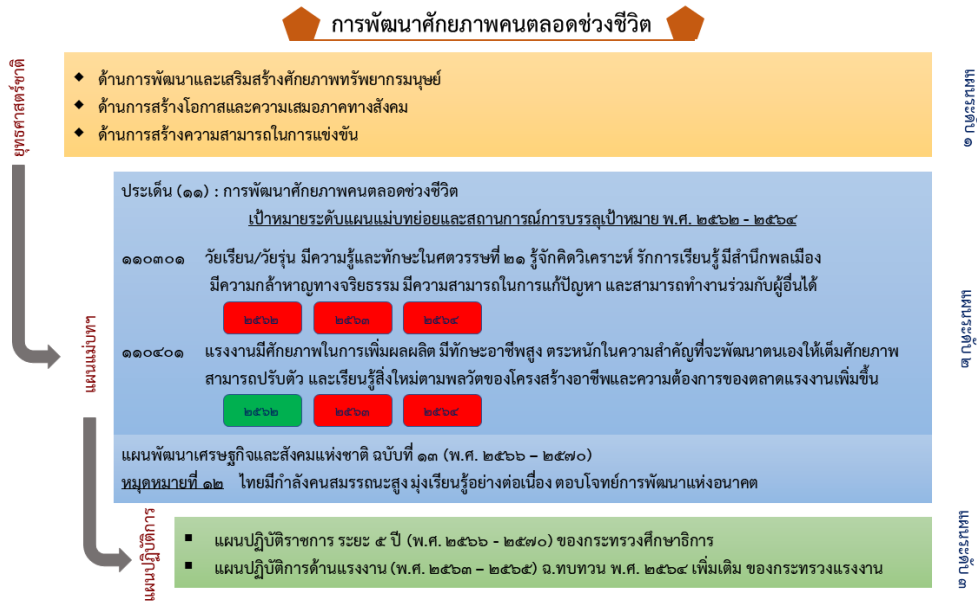 การพัฒนาศักยภาพคนตลอดช่วงชีวิต
ยุทธศาสตร์ชาติ
ด้านการพัฒนาและเสริมสร้างศักยภาพทรัพยากรมนุษย์
ด้านการสร้างโอกาสและความเสมอภาคทางสังคม
ด้านการสร้างความสามารถในการแข่งขัน
แผนระดับ ๑
แผนแม่บทฯ
ประเด็น (๑๑) : การพัฒนาศักยภาพคนตลอดช่วงชีวิต
เป้าหมายระดับแผนแม่บทย่อยและสถานการณ์การบรรลุเป้าหมาย พ.ศ. ๒๕๖๒ - ๒๕๖๔
๑๑๐๓๐๑ วัยเรียน/วัยรุ่น มีความรู้และทักษะในศตวรรษที่ ๒๑ รู้จักคิดวิเคราะห์ รักการเรียนรู้ มีสำนึกพลเมือง
มีความกล้าหาญทางจริยธรรม มีความสามารถในการแก้ปัญหา และสามารถทำงานร่วมกับผู้อื่นได้
๒๕๖๒ ๒๕๖๓ ๒๕๖๔
๑๑๐๔๐๑ แรงงานมีศักยภาพในการเพิ่มผลผลิต มีทักษะอาชีพสูง ตระหนักในความสำคัญที่จะพัฒนาตนเองให้เต็มศักยภาพ
สามารถปรับตัว และเรียนรู้สิ่งใหม่ตามพลวัตของโครงสร้างอาชีพและความต้องการของตลาดแรงงานเพิ่มขึ้น
๒๕๖๒ ๒๕๖๓ ๒๕๖๔
แผนพัฒนาเศรษฐกิจและสังคมแห่งชาติ ฉบับที่ ๑๓ (พ.ศ. ๒๕๖๖ – ๒๕๗๐)
หมุดหมายที่ ๑๒ ไทยมีกำลังคนสมรรถนะสูง มุ่งเรียนรู้อย่างต่อเนื่อง ตอบโจทย์การพัฒนาแห่งอนาคต
แผนระดับ ๒
แผนปฏิบัติการ
แผนปฏิบัติราชการ ระยะ ๕ ปี (พ.ศ. ๒๕๖๖ - ๒๕๗๐) ของกระทรวงศึกษาธิการ
แผนปฏิบัติการด้านแรงงาน (พ.ศ. ๒๕๖๓ – ๒๕๖๕) ฉ.ทบทวน พ.ศ. ๒๕๖๔ เพิ่มเติม ของกระทรวงแรงงาน
แผนระดับ ๓